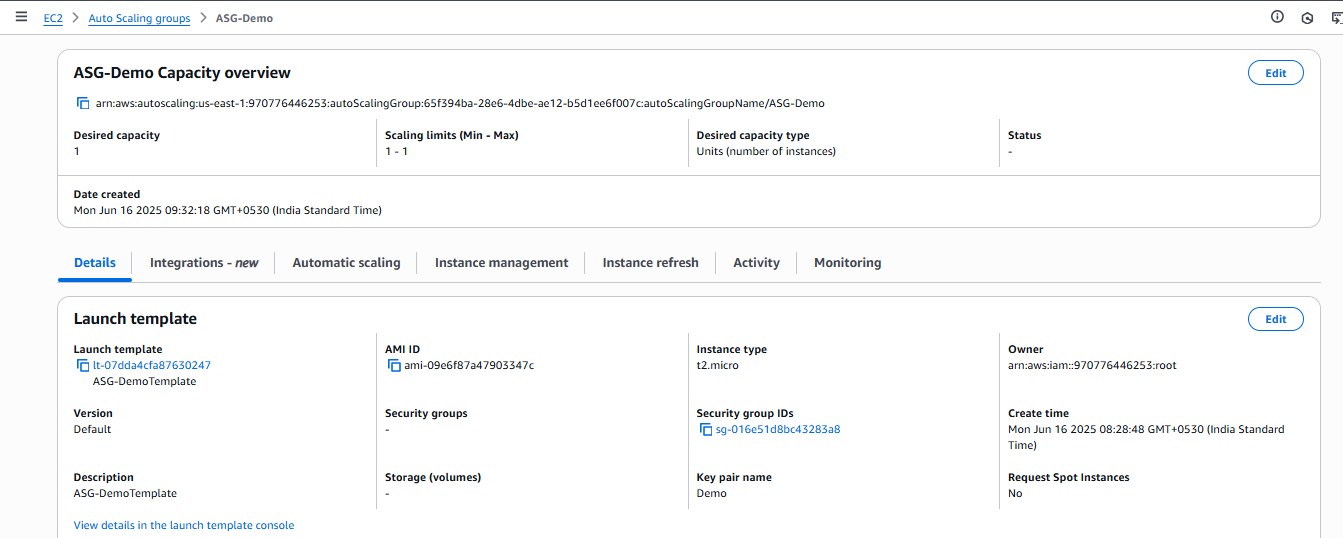 EC2 > Auto Scaling groups > ASG-Demo
ASG-Demo Capacity overview
Edit
arn:aws:autoscaling:us-east-1:970776446253:autoScalingGroup:65f394ba-28e6-4dbe-ae12-b5d1ee6f007c:autoScalingGroupName/ASG-Demo
Desired capacity
1
Scaling limits (Min - Max)
1 - 1
Desired capacity type
Units (number of instances)
Status
-
Date created
Mon Jun 16 2025 09:32:18 GMT+0530 (India Standard Time)
Details
Integrations - new
Automatic scaling
Instance management
Instance refresh
Activity
Monitoring
Launch template
Edit
Launch template
lt-07dda4cfa87630247
ASG-DemoTemplate
AMI ID
ami-09e6f87a47903347c
Instance type
t2.micro
Owner
arn:aws:iam::970776446253:root
Version
Default
Security groups
-
Security group IDs
sg-016e51d8bc43283a8
Create time
Mon Jun 16 2025 08:28:48 GMT+0530 (India Standard
Time)
Description
ASG-DemoTemplate
Storage (volumes)
-
Key pair name
Demo
Request Spot Instances
No
View details in the launch template console